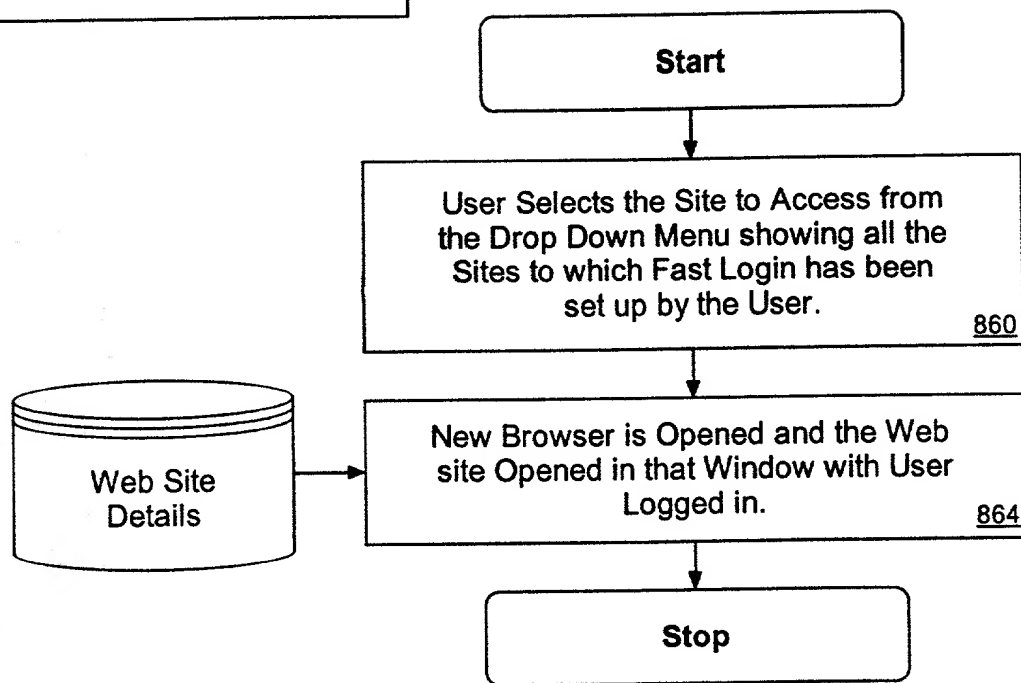 Start
User Selects the Site to Access from
the Drop Down Menu showing all the
Sites to which Fast Login has been
set up by the User.
860
Web Site
Details
New Browser is Opened and the Web
site Opened in that Window with User
Logged in.
864
Stop